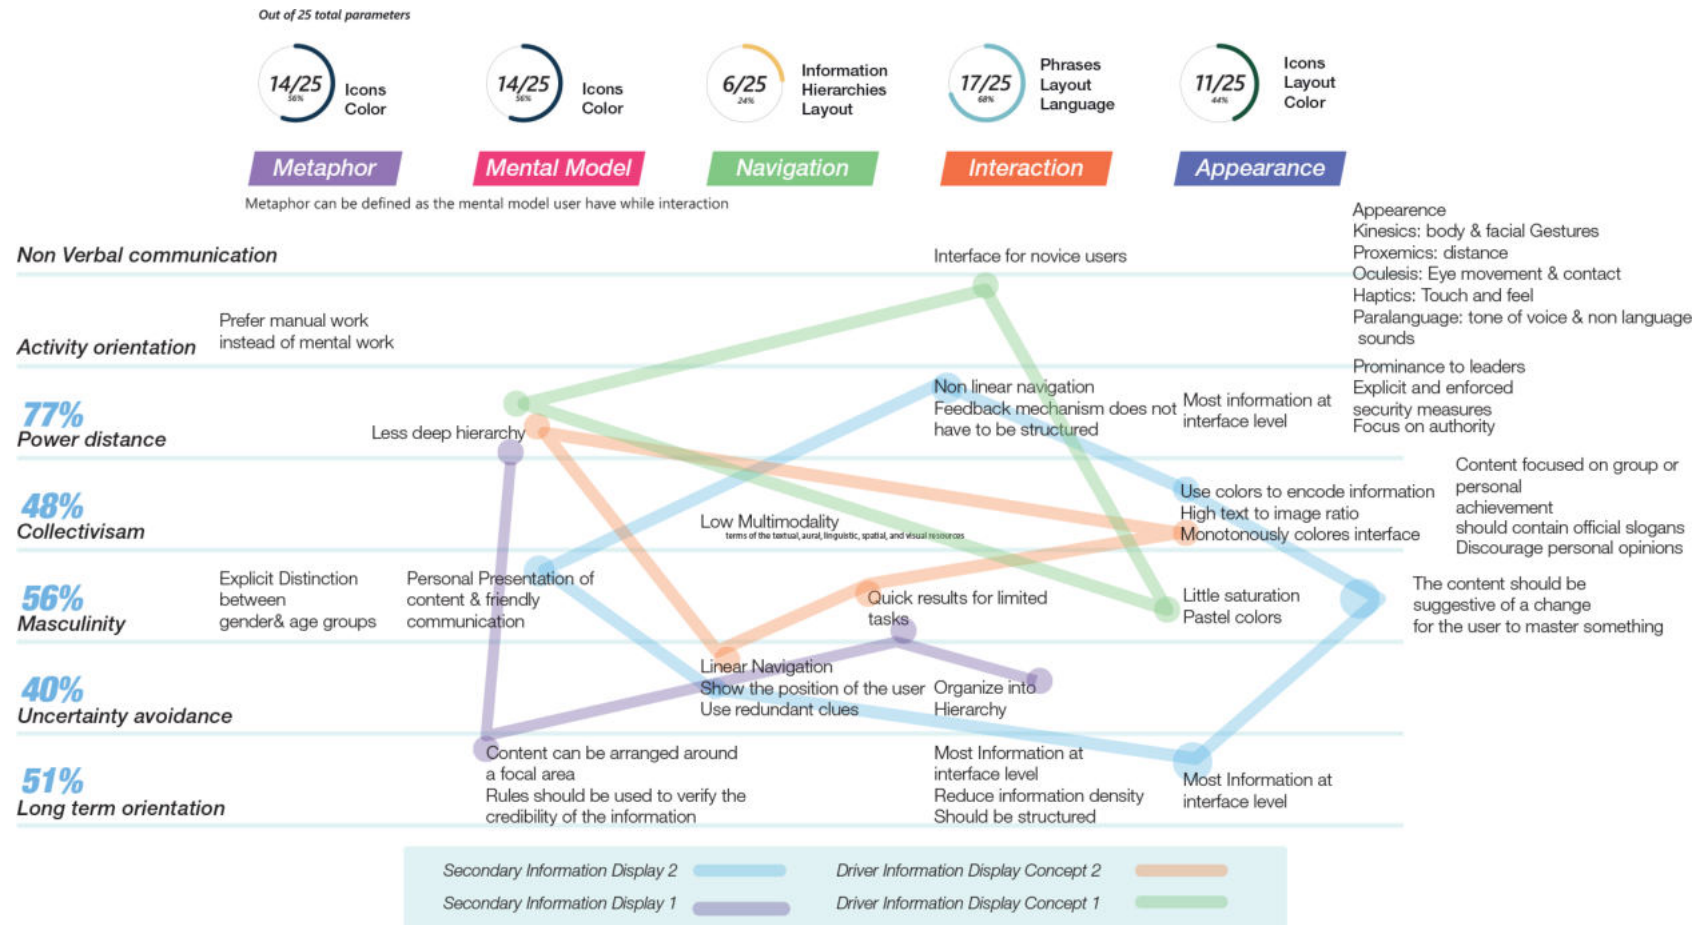 Out of 25 total parameters
14/25
56%
Icons
Color
14/25
56%
Icons
Color
6/25
24%
Information
Hierarchies
Layout
17/25
68%
Phrases
Layout
Language
11/25
44%
Icons
Layout
Color
Metaphor
Mental Model
Navigation
Interaction
Appearance
Metaphor can be defined as the mental model user have while interaction
Non Verbal communication
Interface for novice users
Appearence
Kinesics: body & facial Gestures
Proxemics: distance
Oculesis: Eye movement & contact
Haptics: Touch and feel
Paralanguage: tone of voice & non language
sounds
Activity orientation
Prefer manual work
instead of mental work
77%
Power distance
Less deep hierarchy
Non linear navigation
Feedback mechanism does not
have to be structured
Most information at
interface level
Prominance to leaders
Explicit and enforced
security measures
Focus on authority
48%
Collectivisam
Low Multimodality
terms of the textual, aural, linguistic, spatial, and visual resources
Use colors to encode information
High text to image ratio
Monotonously colores interface
Content focused on group or
personal
achievement
should contain official slogans
Discourage personal opinions
56%
Masculinity
Explicit Distinction
between
gender& age groups
Personal Presentation of
content & friendly
communication
Quick results for limited
tasks
Little saturation
Pastel colors
The content should be
suggestive of a change
for the user to master something
40%
Uncertainty avoidance
Linear Navigation
Show the position of the user
Use redundant clues
Organize into
Hierarchy
51%
Long term orientation
Content can be arranged around
a focal area
Rules should be used to verify the
credibility of the information
Most Information at
interface level
Reduce information density
Should be structured
Most Information at
interface level
Secondary Information Display 2
Driver Information Display Concept 2
Secondary Information Display 1
Driver Information Display Concept 1